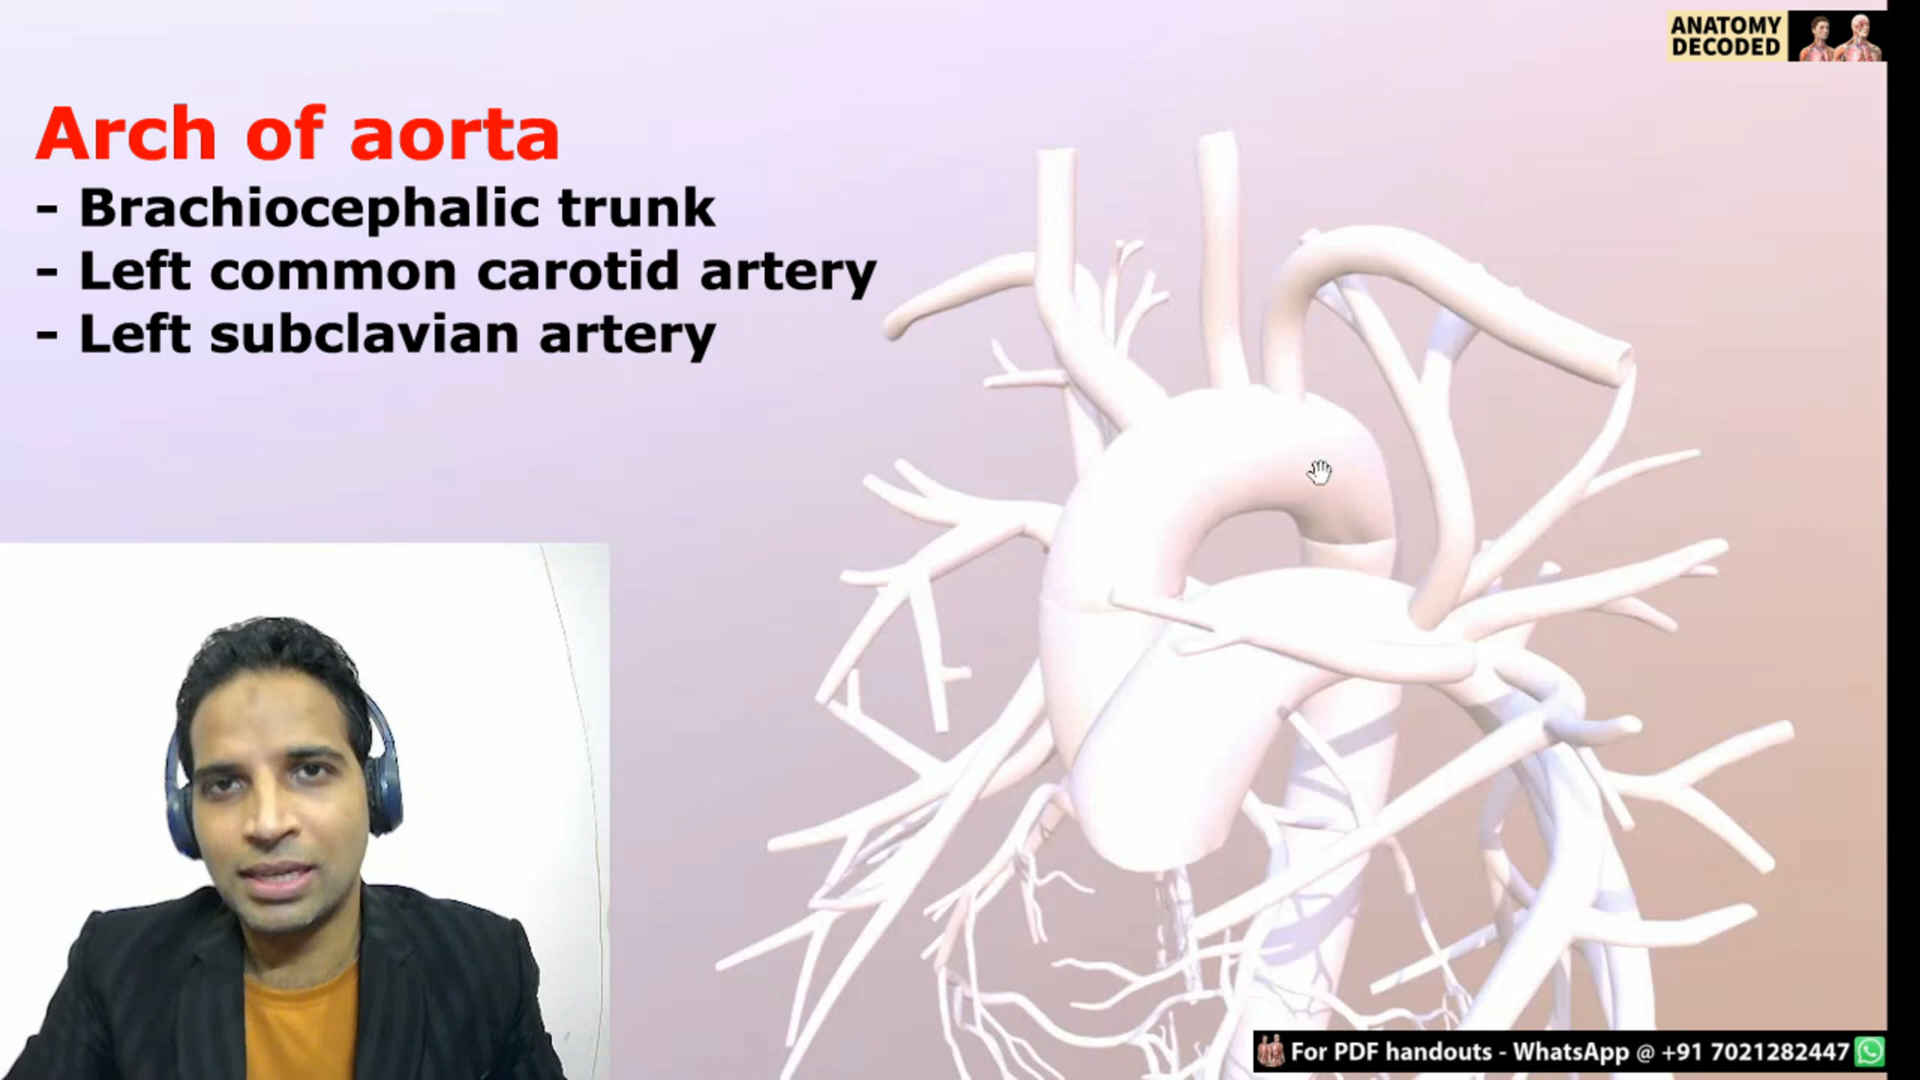 ANATOMY
DECODED
Arch of aorta
- Brachiocephalic trunk
- Left common carotid artery
- Left subclavian artery
For PDF handouts - WhatsApp @ +91 7021282447